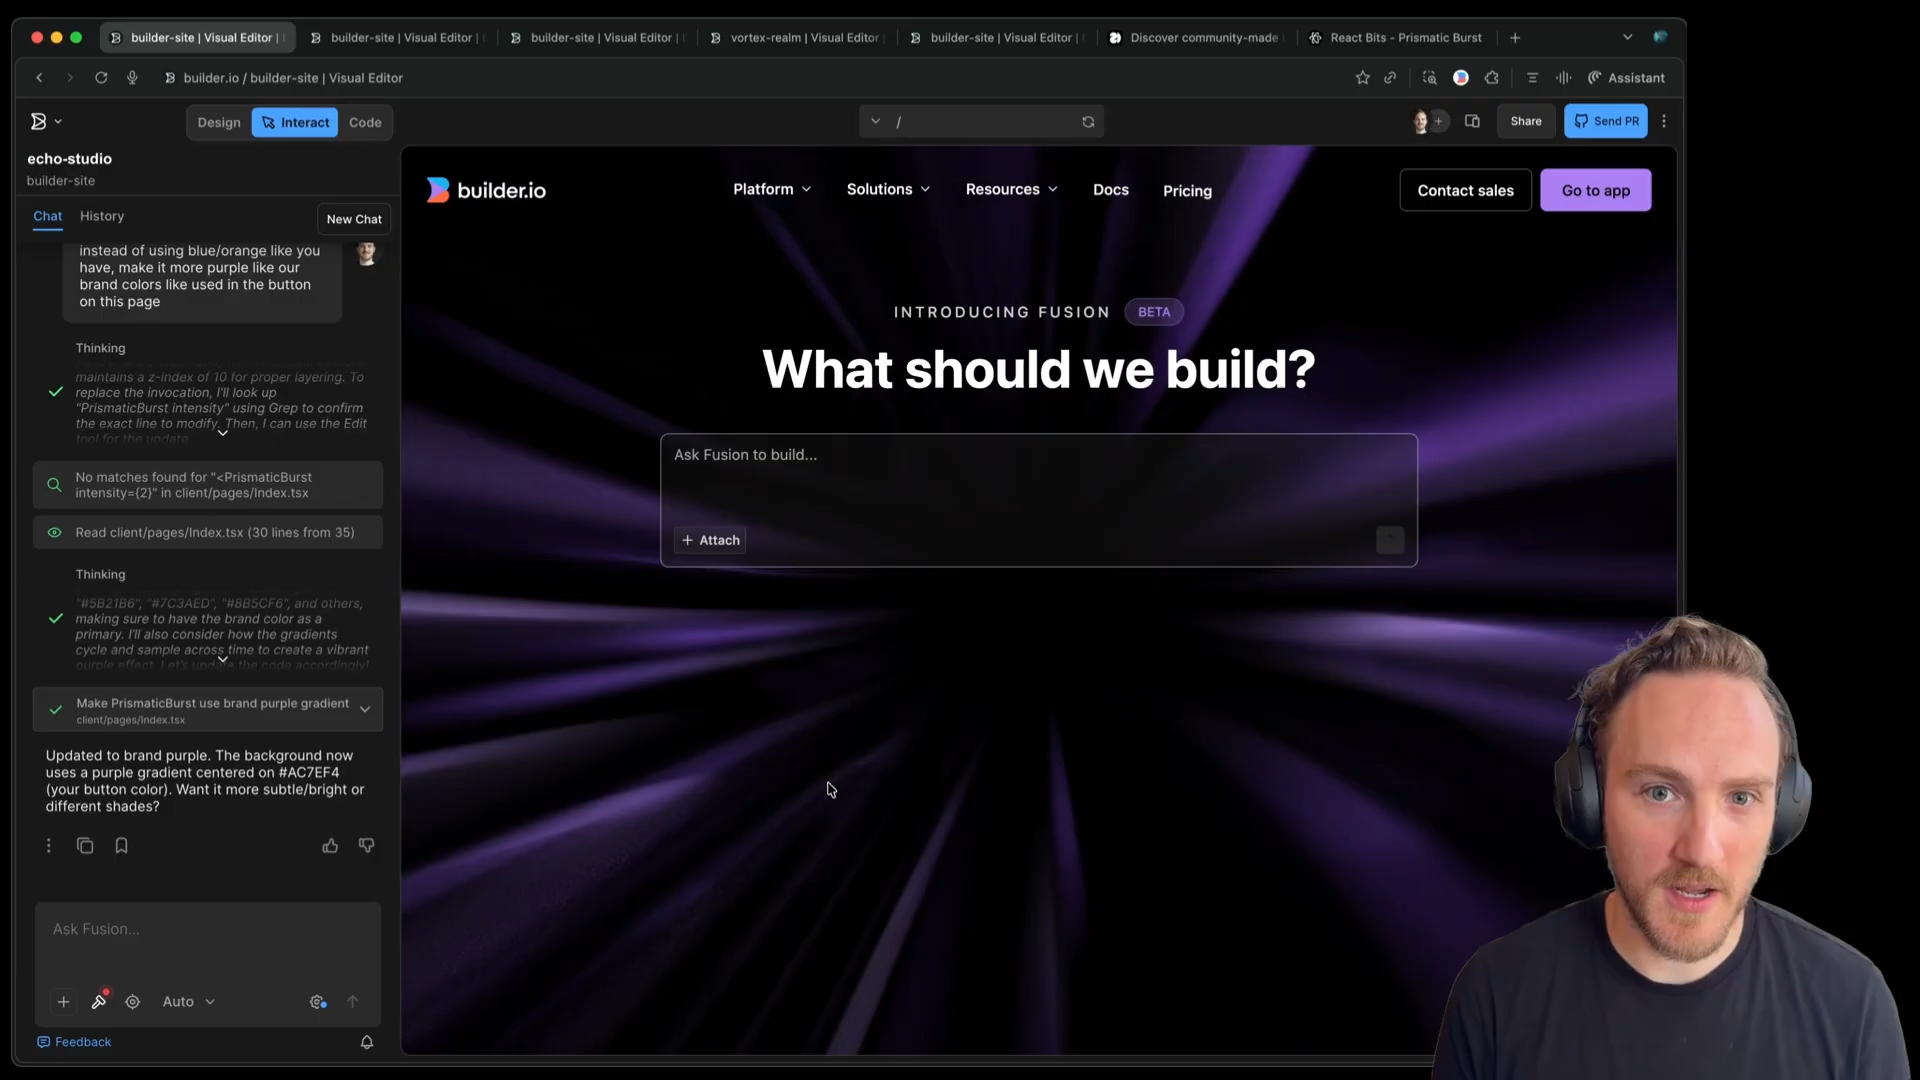 builder-site | Visual Editor |
builder-site | Visual Editor |
builder-site | Visual Editor |
vortex-realm | Visual Editor
builder-site | Visual Editor |
Discover community-made
React Bits - Prismatic Burst
builder.io / builder-site | Visual Editor
Assistant
Design
Interact
Code
/
Share
Send PR
echo-studio
builder-site
Chat
History
New Chat
instead of using blue/orange like you
have, make it more purple like our
brand colors like used in the button
on this page
Thinking
maintains a z-index of 10 for proper layering. To
replace the invocation, I'll look up
"PrismaticBurst intensity" using Grep to confirm
the exact line to modify. Then, I can use the Edit
tool for the update.
No matches found for "<PrismaticBurst
intensity={2}" in client/pages/Index.tsx
Read client/pages/Index.tsx (30 lines from 35)
Thinking
"#5B21B6", "#7C3AED", "#8B5CF6", and others,
making sure to have the brand color as a
primary. I'll also consider how the gradients
cycle and sample across time to create a vibrant
purple effect. Let's update the code accordingly!
Make PrismaticBurst use brand purple gradient
client/pages/Index.tsx
Updated to brand purple. The background now
uses a purple gradient centered on #AC7EF4
(your button color). Want it more subtle/bright or
different shades?
Ask Fusion...
Auto
Feedback
builder.io
Platform
Solutions
Resources
Docs
Pricing
Contact sales
Go to app
INTRODUCING FUSION
BETA
What should we build?
Ask Fusion to build...
+ Attach